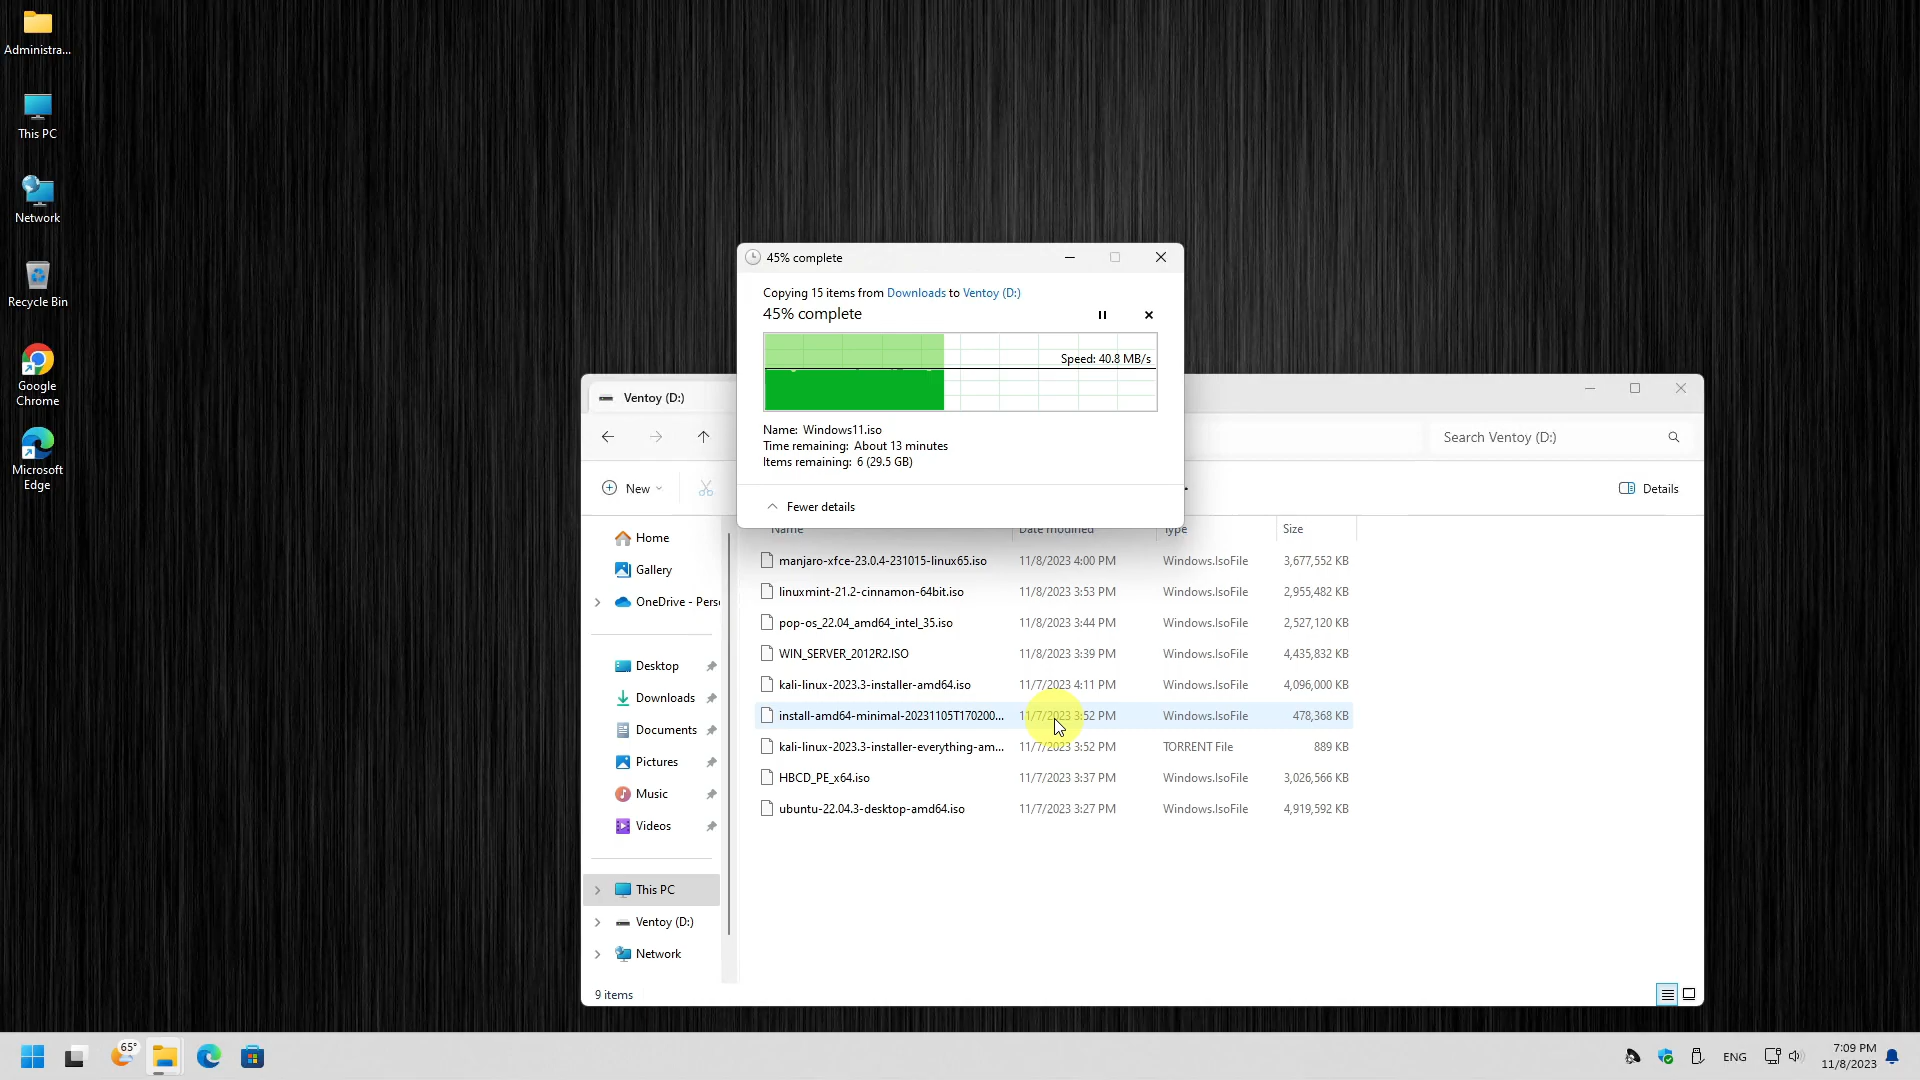 Administra...
This PC
Network
Recycle Bin
Google
Chrome
Microsoft
Edge
45% complete
Copying 15 items from Downloads to Ventoy (D:)
45% complete
Speed: 40.8 MB/s
Name: Windows11.iso
Time remaining: About 13 minutes
Items remaining: 6 (29.5 GB)
Fewer details
Ventoy (D:)
Search Ventoy (D:)
New
Details
Home
Gallery
OneDrive - Pers
Desktop
Downloads
Documents
Pictures
Music
Videos
This PC
Ventoy (D:)
Network
Name Date modified Type Size
manjaro-xfce-23.0.4-231015-linux65.iso 11/8/2023 4:00 PM Windows.IsoFile 3,677,552 KB
linuxmint-21.2-cinnamon-64bit.iso 11/8/2023 3:53 PM Windows.IsoFile 2,955,482 KB
pop-os_22.04_amd64_intel_35.iso 11/8/2023 3:44 PM Windows.IsoFile 2,527,120 KB
WIN_SERVER_2012R2.ISO 11/8/2023 3:39 PM Windows.IsoFile 4,435,832 KB
kali-linux-2023.3-installer-amd64.iso 11/7/2023 4:11 PM Windows.IsoFile 4,096,000 KB
install-amd64-minimal-20231105T170200... 11/7/2023 3:52 PM Windows.IsoFile 478,368 KB
kali-linux-2023.3-installer-everything-am... 11/7/2023 3:52 PM TORRENT File 889 KB
HBCD_PE_x64.iso 11/7/2023 3:37 PM Windows.IsoFile 3,026,566 KB
ubuntu-22.04.3-desktop-amd64.iso 11/7/2023 3:27 PM Windows.IsoFile 4,919,592 KB
9 items
65°
ENG
7:09 PM
11/8/2023